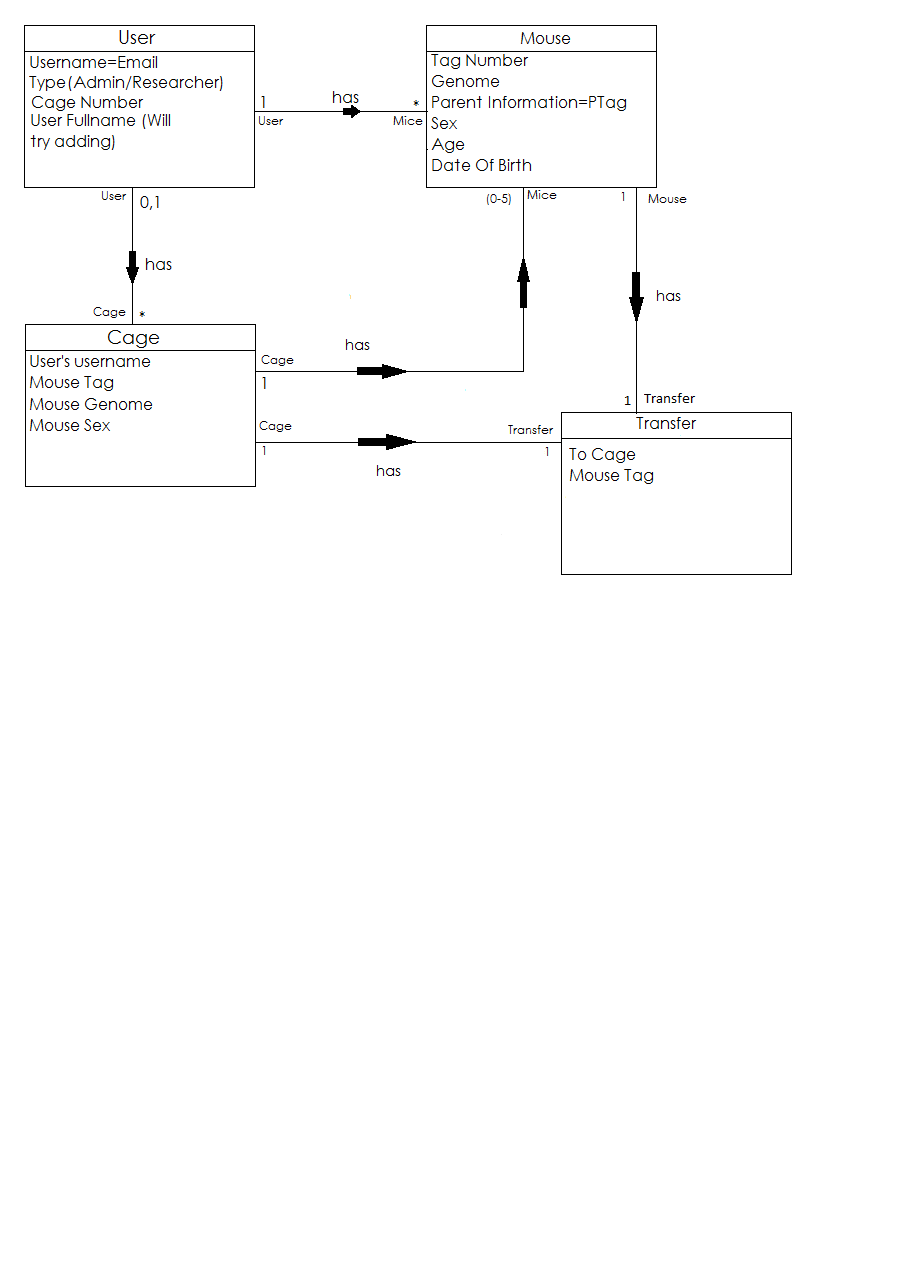 User
Username=Email
Type(Admin/Researcher)
Cage Number
User Fullname (Will
try adding)
1
User
has
*
Mice
Mouse
Tag Number
Genome
Parent Information=PTag
Sex
Age
Date Of Birth
User
0,1
has
Cage
*
(0-5)
Mice
1
Mouse
has
1
Transfer
Cage
User's username
Mouse Tag
Mouse Genome
Mouse Sex
Cage
1
has
Cage
1
has
Transfer
1
Transfer
To Cage
Mouse Tag